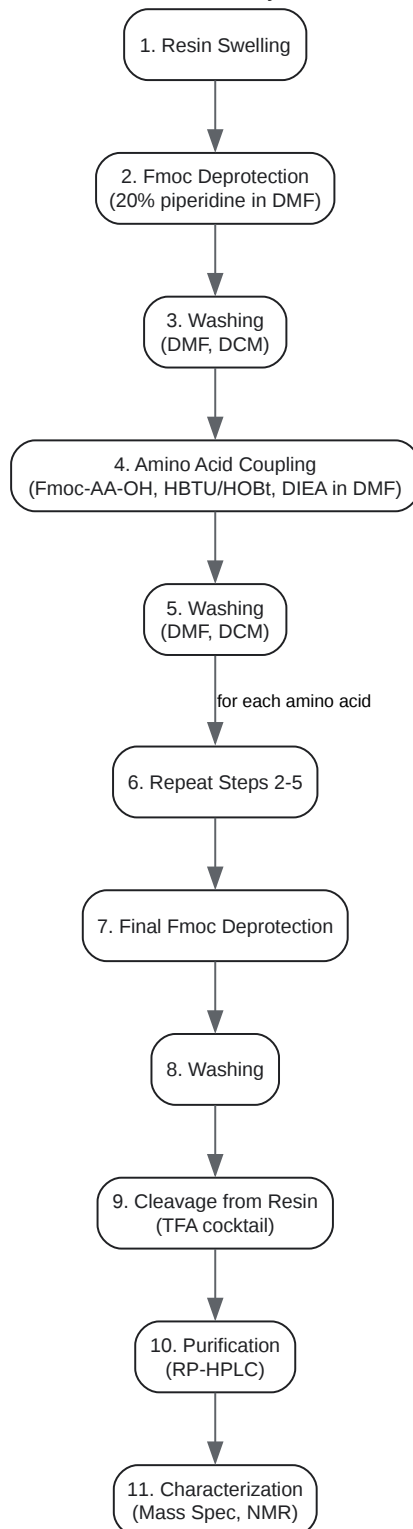 1. Resin Swelling
2. Fmoc Deprotection
(20% piperidine in DMF)
3. Washing
(DMF, DCM)
4. Amino Acid Coupling
(Fmoc-AA-OH, HBTU/HOBt, DIEA in DMF)
5. Washing
(DMF, DCM)
for each amino acid
6. Repeat Steps 2-5
7. Final Fmoc Deprotection
8. Washing
9. Cleavage from Resin
(TFA cocktail)
10. Purification
(RP-HPLC)
11. Characterization
(Mass Spec, NMR)